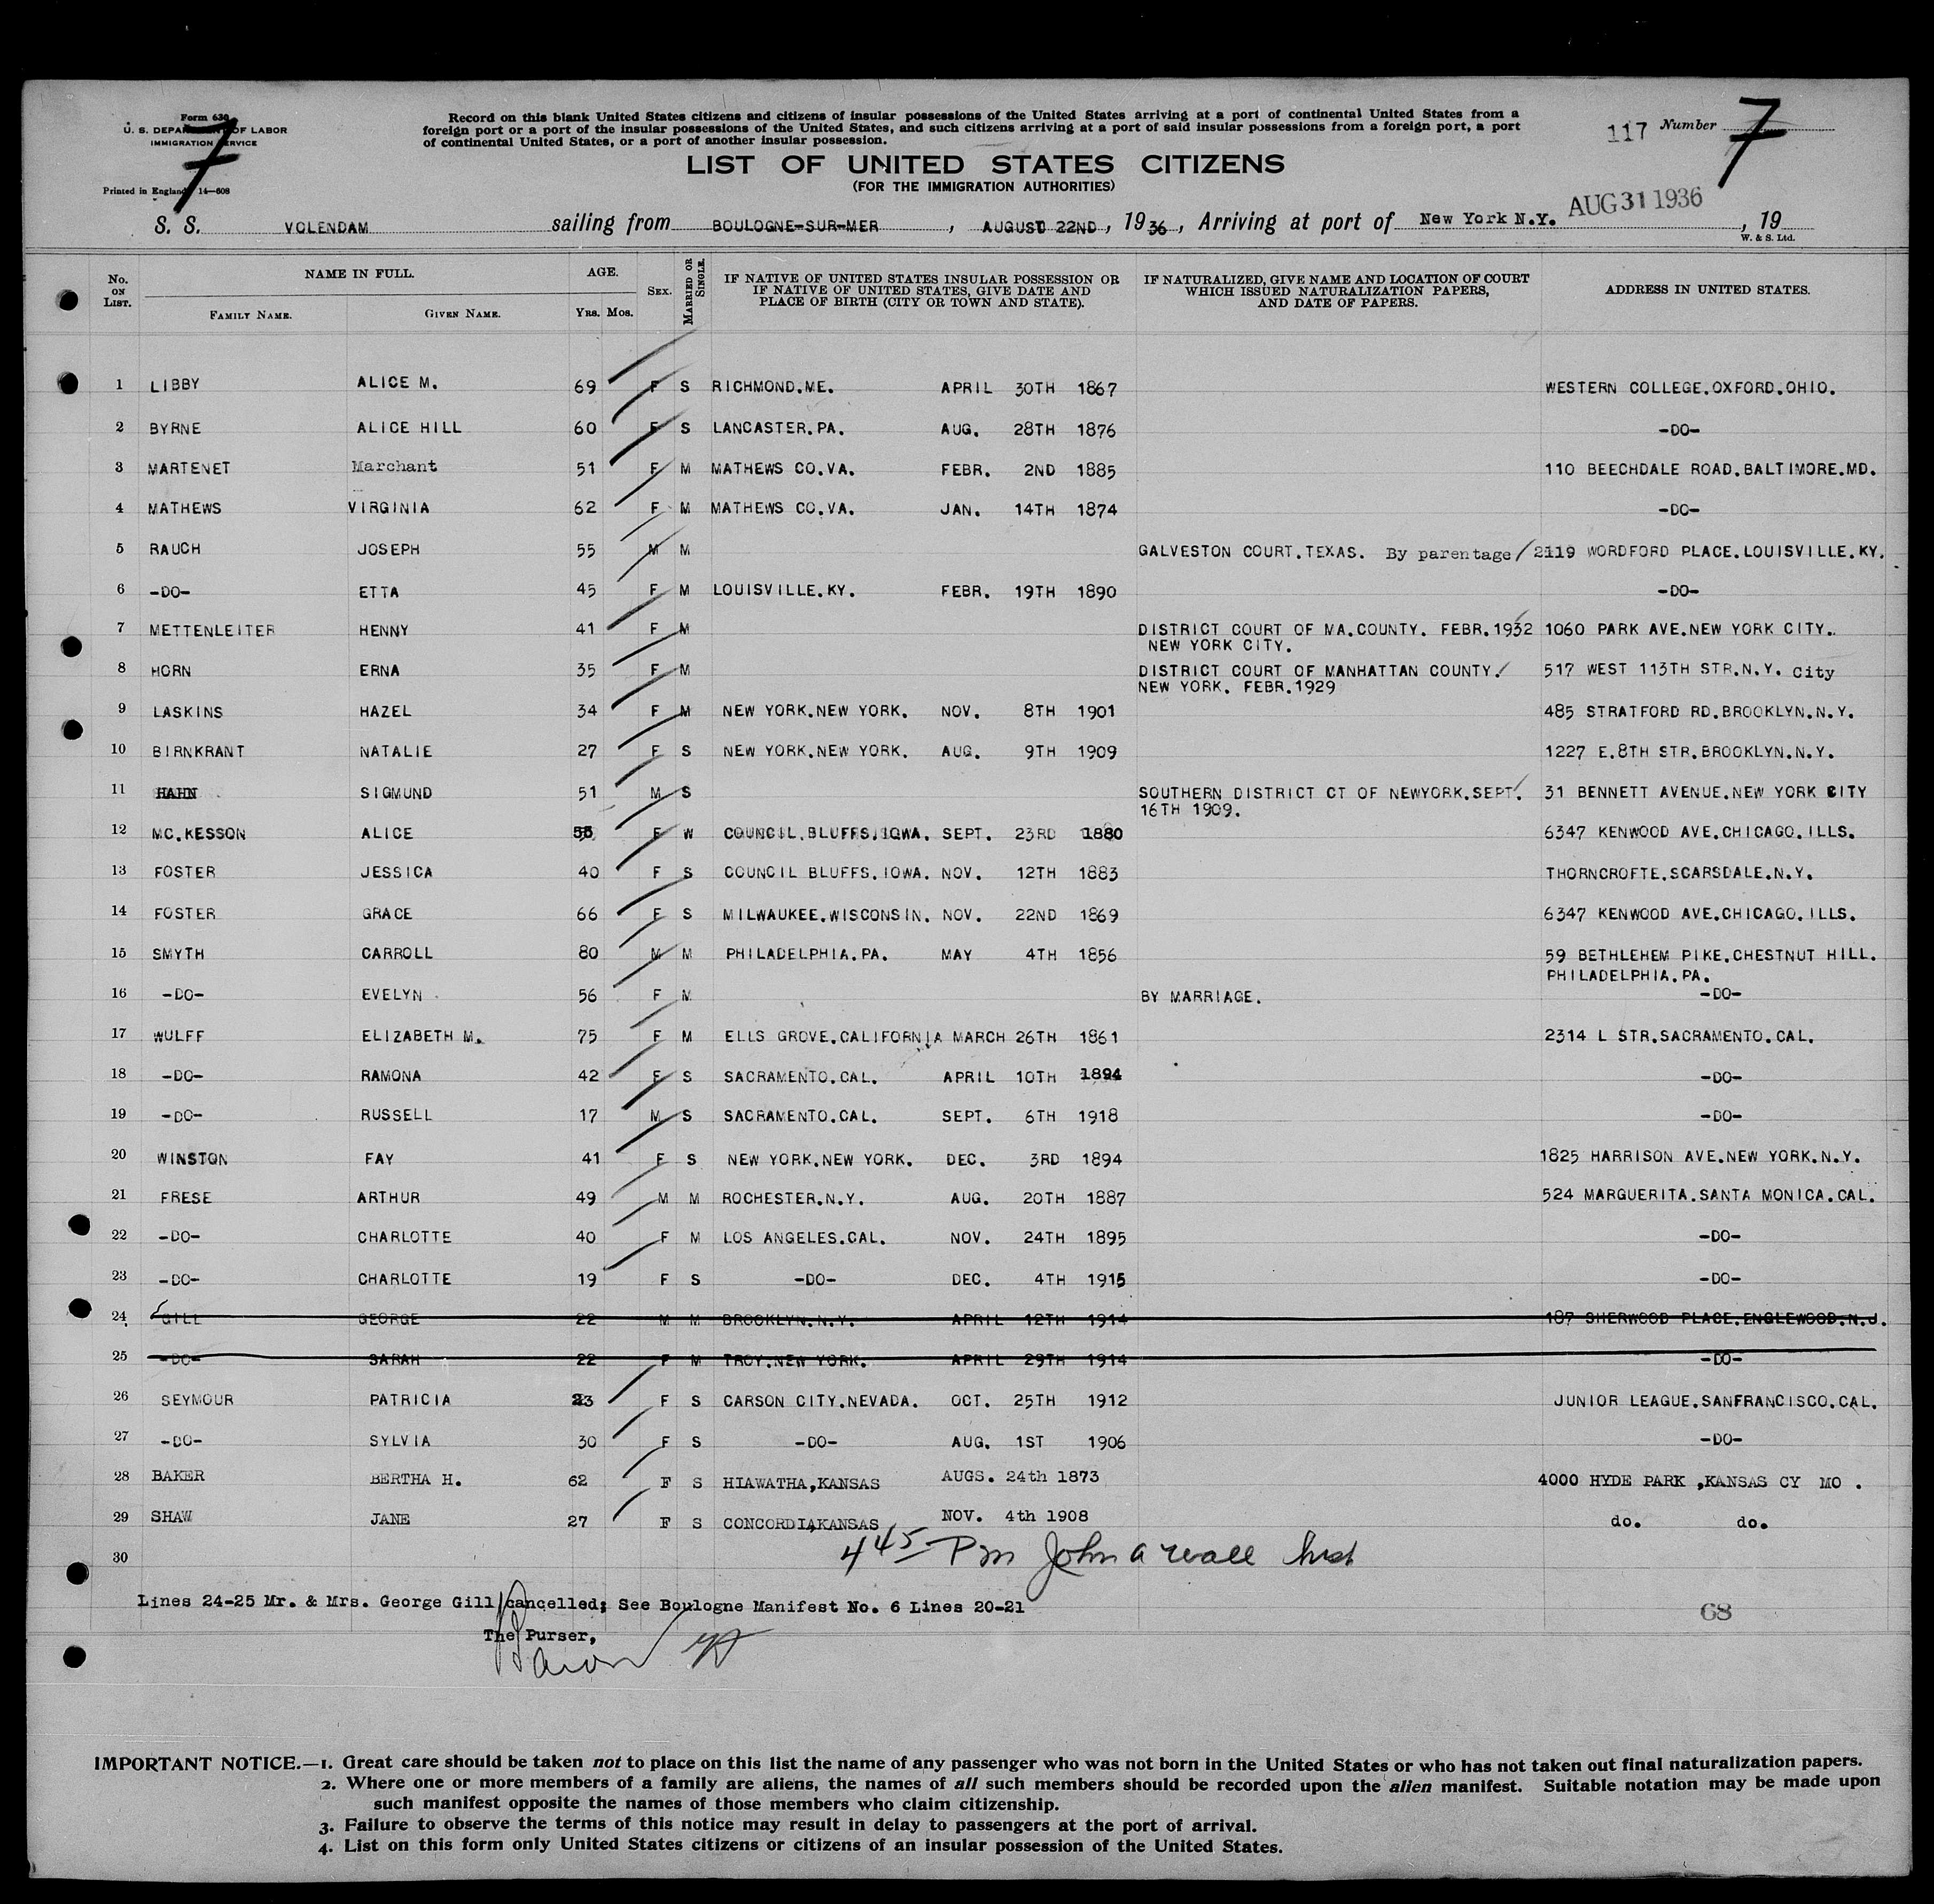 Form 630
U. S. DEPARTMENT OF LABOR
IMMIGRATION SERVICE
Printed in England 14—608
7
Record on this blank United States citizens and citizens of insular possessions of the United States arriving at a port of continental United States from a
foreign port or a port of the insular possessions of the United States, and such citizens arriving at a port of said insular possessions from a foreign port, a port
of continental United States, or a port of another insular possession.
LIST OF UNITED STATES CITIZENS
(FOR THE IMMIGRATION AUTHORITIES)
117 Number 7
S. S. VOLENDAM sailing from BOULOGNE-SUR-MER, AUGUST 22ND, 1936, Arriving at port of New York N.Y. AUG 31 1936, 19
W. & S. Ltd.
No. ON LIST. NAME IN FULL. AGE. SEX. MARRIED OR SINGLE. IF NATIVE OF UNITED STATES INSULAR POSSESSION OR IF NATIVE OF UNITED STATES, GIVE DATE AND PLACE OF BIRTH (CITY OR TOWN AND STATE). IF NATURALIZED, GIVE NAME AND LOCATION OF COURT WHICH ISSUED NATURALIZATION PAPERS, AND DATE OF PAPERS. ADDRESS IN UNITED STATES.
FAMILY NAME. GIVEN NAME. YRS. MOS.
1 LIBBY ALICE M. 69 F S RICHMOND.ME. APRIL 30TH 1867 WESTERN COLLEGE.OXFORD.OHIO.
2 BYRNE ALICE HILL 60 F S LANCASTER.PA. AUG. 28TH 1876 -DO-
3 MARTENET Marchant 51 F M MATHEWS CO.VA. FEBR. 2ND 1885 110 BEECHDALE ROAD.BALTIMORE.MD.
4 MATHEWS VIRGINIA 62 F M MATHEWS CO.VA. JAN. 14TH 1874 -DO-
5 RAUCH JOSEPH 55 M M GALVESTON COURT.TEXAS. By parentage / 2119 WORDFORD PLACE.LOUISVILLE.KY.
6 -DO- ETTA 45 F M LOUISVILLE.KY. FEBR. 19TH 1890 -DO-
7 METTENLEITER HENNY 41 F M DISTRICT COURT OF MA.COUNTY. FEBR.1932 1060 PARK AVE.NEW YORK CITY.
NEW YORK CITY.
8 HORN ERNA 35 F M DISTRICT COURT OF MANHATTAN COUNTY. 517 WEST 113TH STR.N.Y. City
NEW YORK. FEBR.1929
9 LASKINS HAZEL 34 F M NEW YORK.NEW YORK. NOV. 8TH 1901 485 STRATFORD RD.BROOKLYN.N.Y.
10 BIRNKRANT NATALIE 27 F S NEW YORK.NEW YORK. AUG. 9TH 1909 1227 E.8TH STR.BROOKLYN.N.Y.
11 HAHN SIGMUND 51 M S SOUTHERN DISTRICT CT OF NEWYORK.SEPT. 31 BENNETT AVENUE.NEW YORK CITY
16TH 1909.
12 MC.KESSON ALICE F W COUNCIL.BLUFFS.IOWA. SEPT. 23RD 1880 6347 KENWOOD AVE.CHICAGO.ILLS.
13 FOSTER JESSICA 40 F S COUNCIL BLUFFS.IOWA. NOV. 12TH 1883 THORNCROFTE.SCARSDALE.N.Y.
14 FOSTER GRACE 66 F S MILWAUKEE.WISCONSIN. NOV. 22ND 1869 6347 KENWOOD AVE.CHICAGO.ILLS.
15 SMYTH CARROLL 80 M M PHILADELPHIA.PA. MAY 4TH 1856 59 BETHLEHEM PIKE.CHESTNUT HILL.
PHILADELPHIA.PA.
16 -DO- EVELYN 56 F M BY MARRIAGE. -DO-
17 WULFF ELIZABETH M. 75 F M ELLS GROVE.CALIFORNIA MARCH 26TH 1861 2314 L STR.SACRAMENTO.CAL.
18 -DO- RAMONA 42 F S SACRAMENTO.CAL. APRIL 10TH 1894 -DO-
19 -DO- RUSSELL 17 M S SACRAMENTO.CAL. SEPT. 6TH 1918 -DO-
20 WINSTON FAY 41 F S NEW YORK.NEW YORK. DEC. 3RD 1894 1825 HARRISON AVE.NEW YORK.N.Y.
21 FRESE ARTHUR 49 M M ROCHESTER.N.Y. AUG. 20TH 1887 524 MARGUERITA.SANTA MONICA.CAL.
22 -DO- CHARLOTTE 40 F M LOS ANGELES.CAL. NOV. 24TH 1895 -DO-
23 -DO- CHARLOTTE 19 F S -DO- DEC. 4TH 1915 -DO-
24 GILL GEORGE 22 M M BROOKLYN.N.Y. APRIL 12TH 1914 187 SHERWOOD PLACE.ENGLEWOOD.N.J.
25 -DO- SARAH 22 F M TROY.NEW YORK. APRIL 29TH 1914 -DO-
26 SEYMOUR PATRICIA 23 F S CARSON CITY.NEVADA. OCT. 25TH 1912 JUNIOR LEAGUE.SANFRANCISCO.CAL.
27 -DO- SYLVIA 30 F S -DO- AUG. 1ST 1906 -DO-
28 BAKER BERTHA H. 62 F S HIAWATHA,KANSAS AUGS. 24th 1873 4000 HYDE PARK ,KANSAS CY MO .
29 SHAW JANE 27 F S CONCORDIA,KANSAS NOV. 4th 1908 do. do.
30
4 45 Pm John a Wall Insp
Lines 24-25 Mr. & Mrs. George Gill cancelled; See Boulogne Manifest No. 6 Lines 20-21
68
The Purser,
IMPORTANT NOTICE.—1. Great care should be taken not to place on this list the name of any passenger who was not born in the United States or who has not taken out final naturalization papers.
2. Where one or more members of a family are aliens, the names of all such members should be recorded upon the alien manifest. Suitable notation may be made upon
such manifest opposite the names of those members who claim citizenship.
3. Failure to observe the terms of this notice may result in delay to passengers at the port of arrival.
4. List on this form only United States citizens or citizens of an insular possession of the United States.